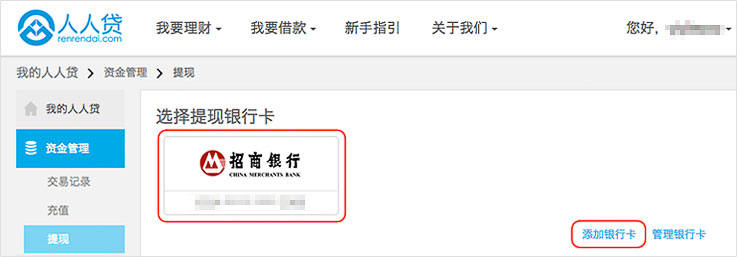 人人贷 renrendai.com 我要理财 我要借款 新手指引 关于我们 您好,
我的人人贷 资金管理 提现
我的人人贷
资金管理
交易记录
充值
提现
选择提现银行卡
招商银行
CHINA MERCHANTS BANK
添加银行卡 管理银行卡